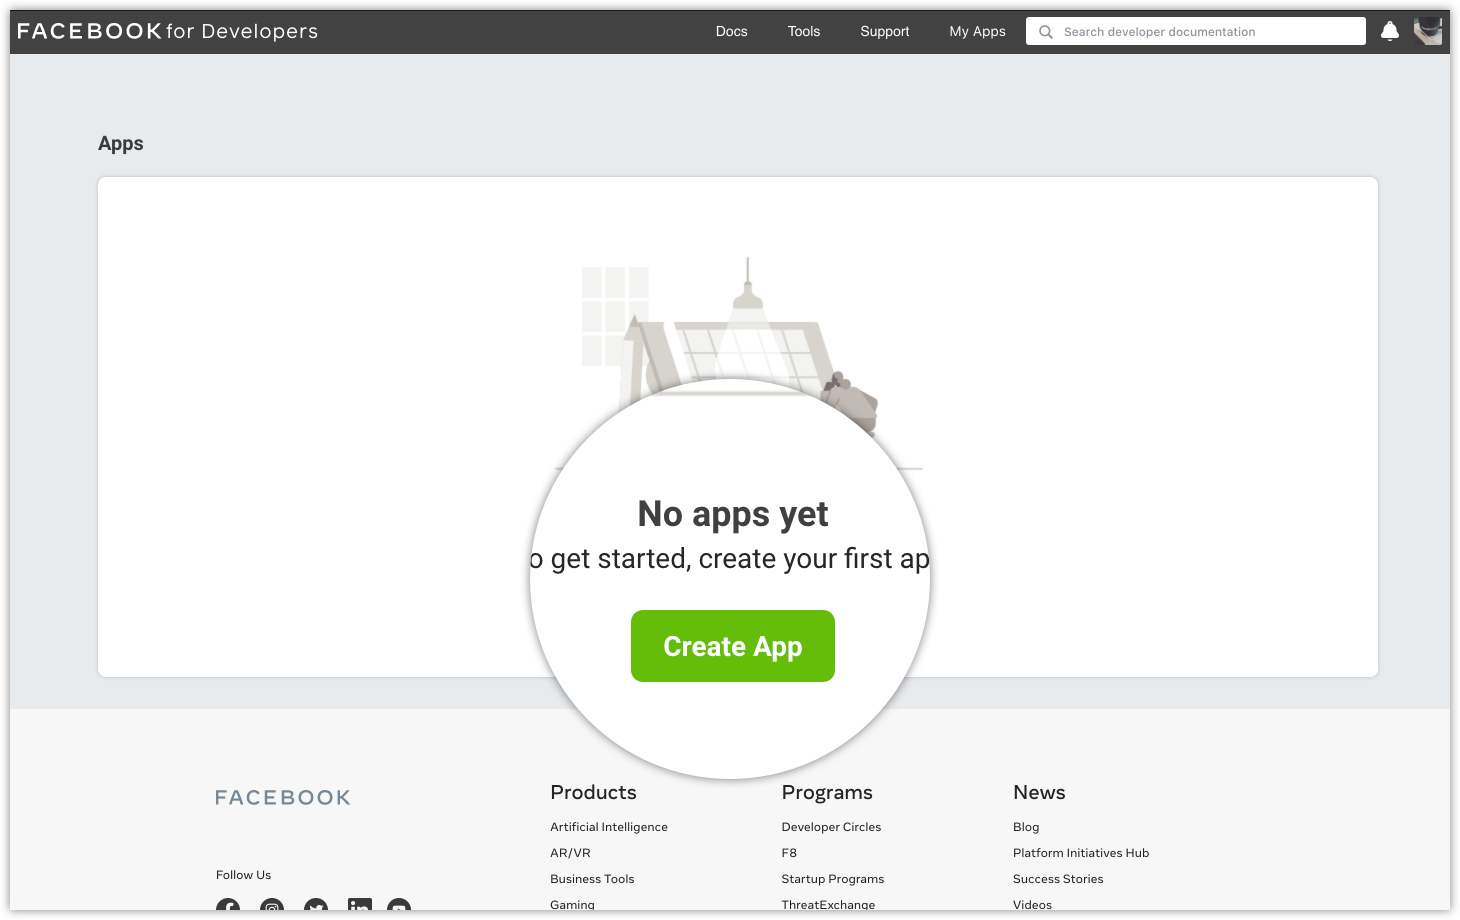 FACEBOOK for Developers
Docs
Tools
Support
My Apps
Search developer documentation
Apps
No apps yet
o get started, create your first ap
Create App
FACEBOOK
Follow Us
Products
Artificial Intelligence
AR/VR
Business Tools
Gaming
Programs
Developer Circles
F8
Startup Programs
ThreatExchange
News
Blog
Platform Initiatives Hub
Success Stories
Videos